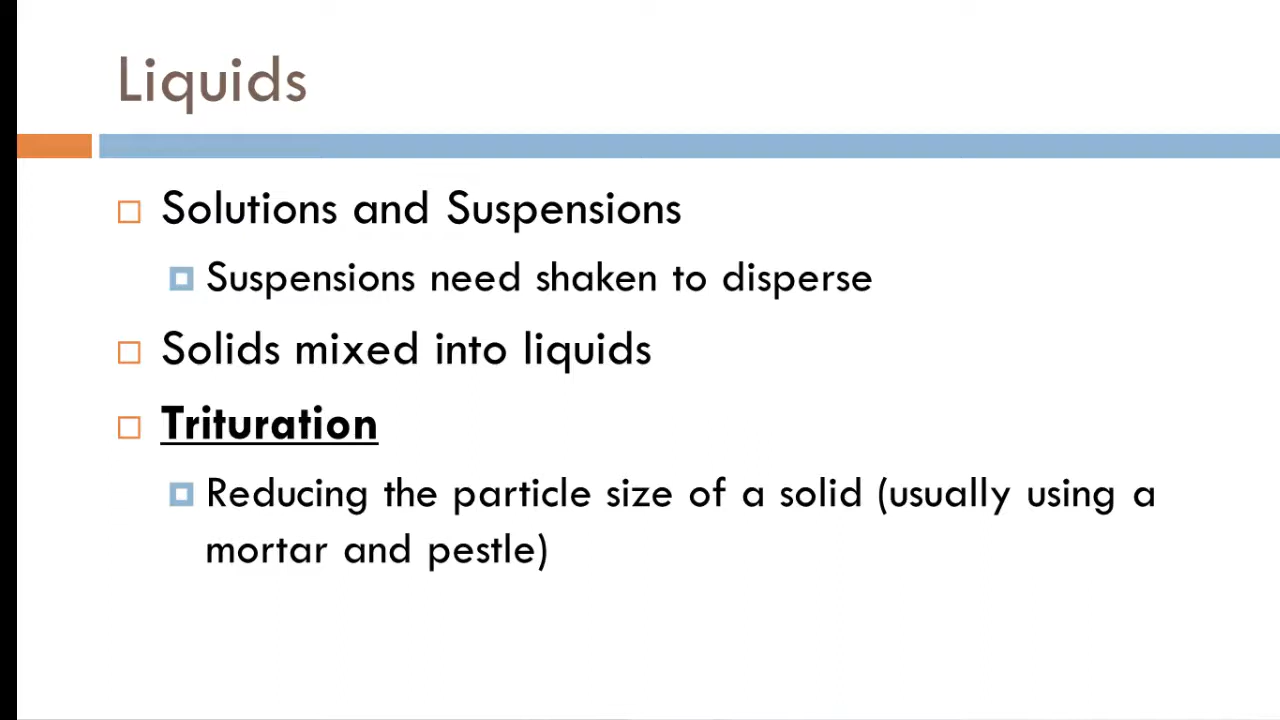 Liquids
Solutions and Suspensions
Suspensions need shaken to disperse
Solids mixed into liquids
Trituration
Reducing the particle size of a solid (usually using a
mortar and pestle)